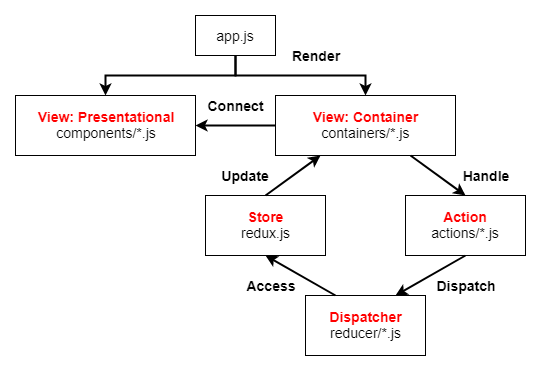 app.js
Render
View: Presentational
components/*.js
Connect
View: Container
containers/*.js
Update
Handle
Store
redux.js
Action
actions/*.js
Access
Dispatch
Dispatcher
reducer/*.js